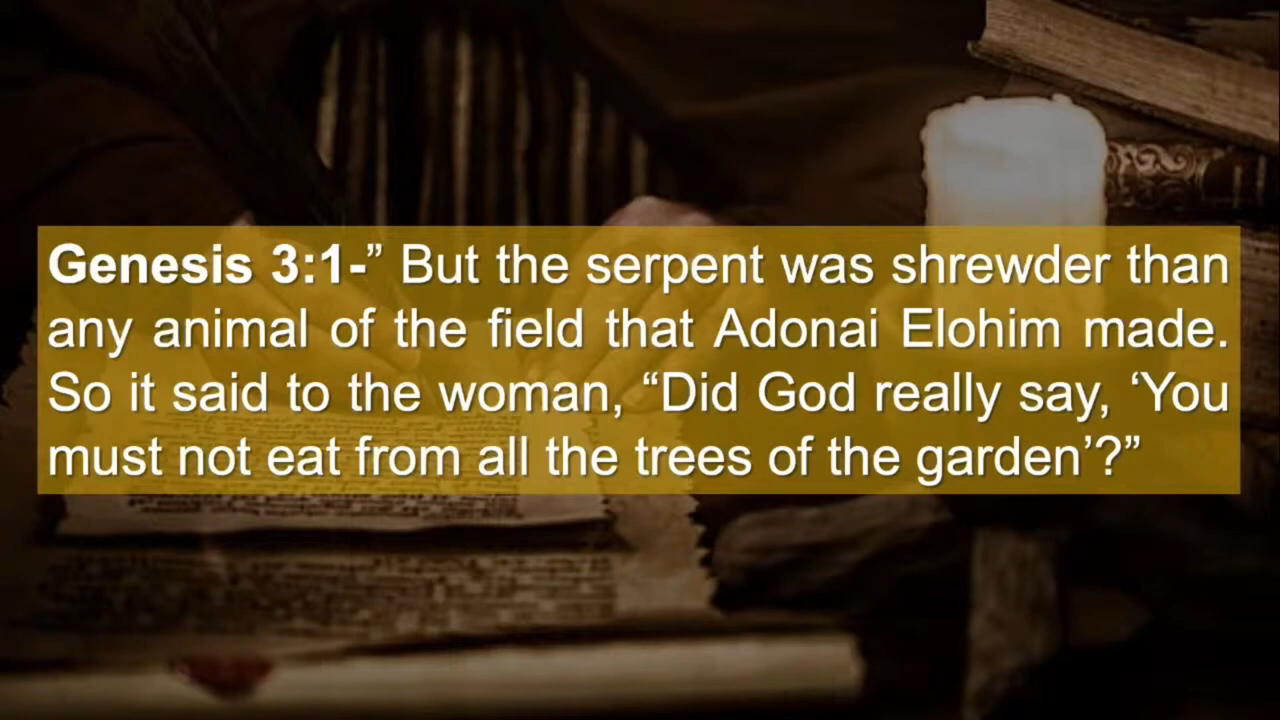 Genesis 3:1-” But the serpent was shrewder than
any animal of the field that Adonai Elohim made.
So it said to the woman, “Did God really say, ‘You
must not eat from all the trees of the garden’?”